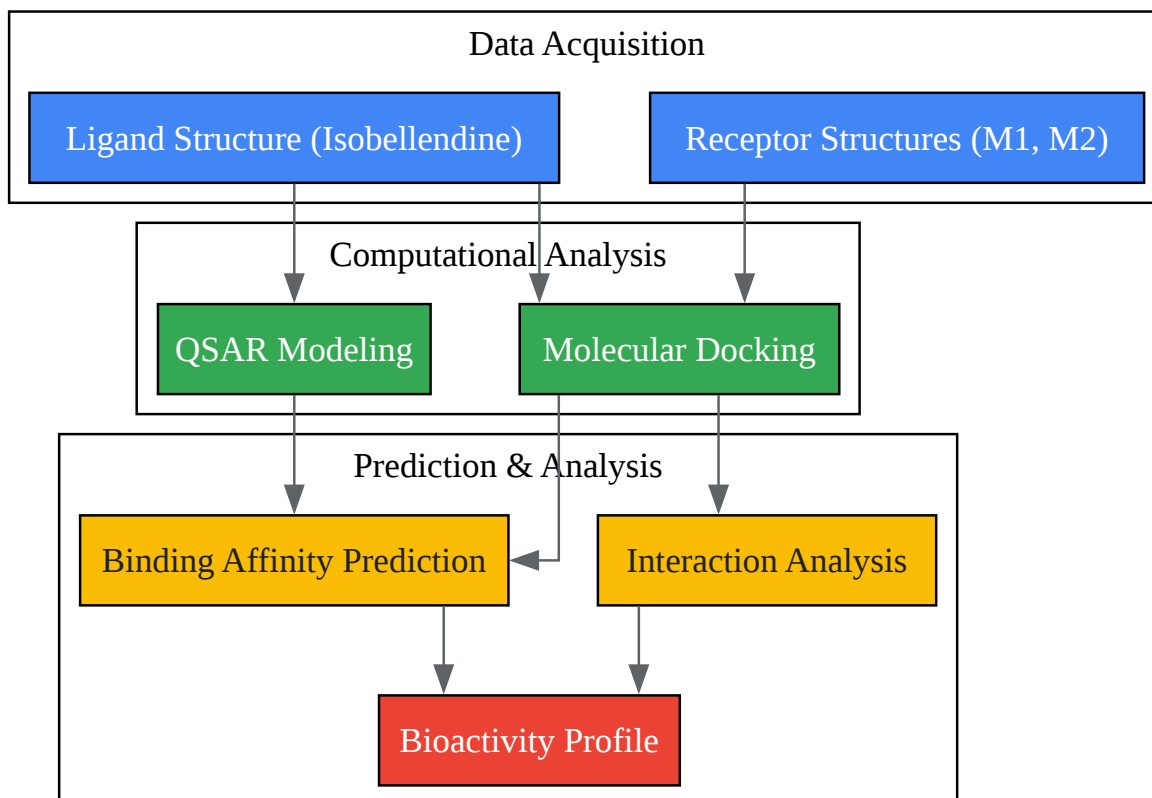 Data Acquisition
Ligand Structure (Isobellendine)
Receptor Structures (M1, M2)
Computational Analysis
QSAR Modeling
Molecular Docking
Prediction & Analysis
Binding Affinity Prediction
Interaction Analysis
Bioactivity Profile